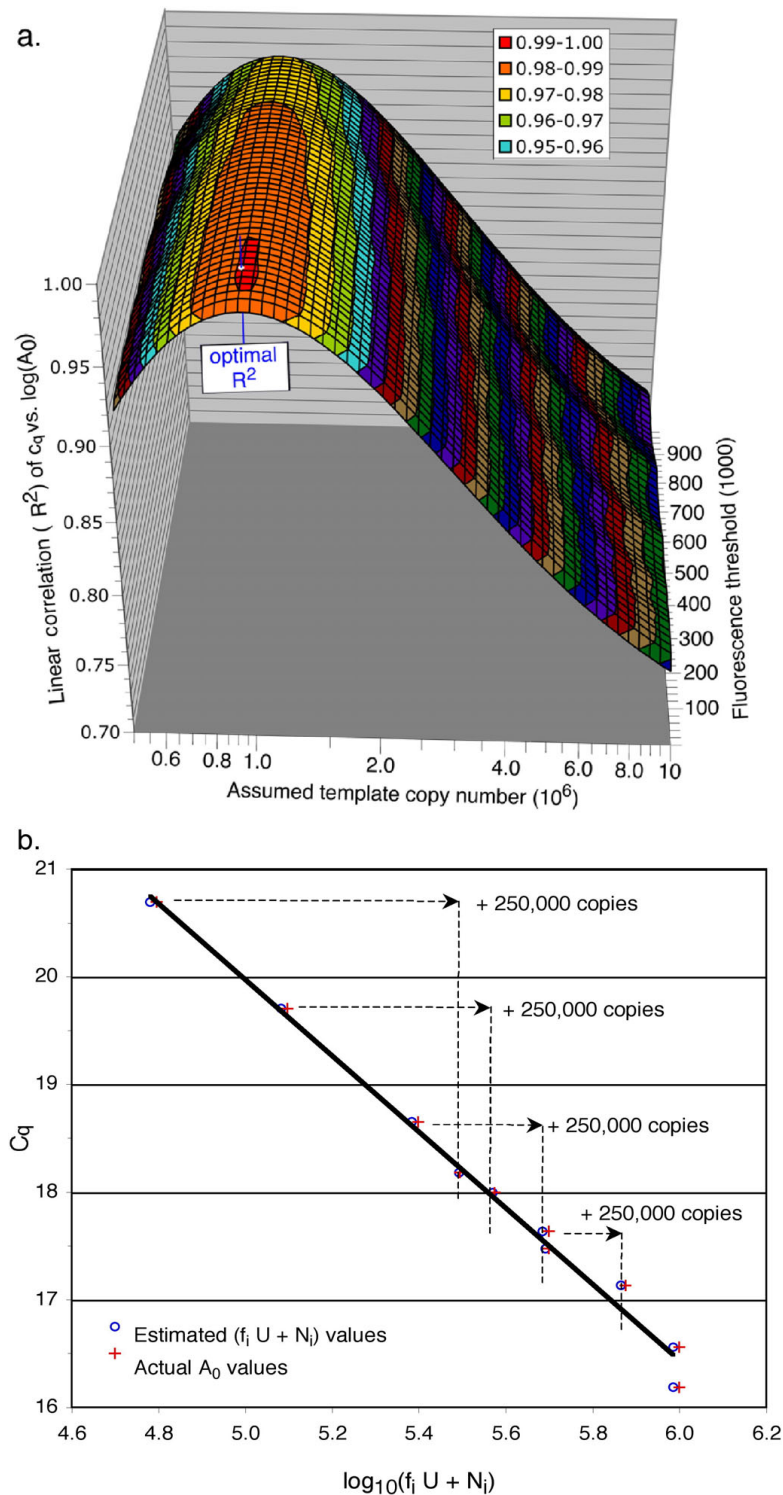 a.
0.99-1.00
0.98-0.99
0.97-0.98
0.96-0.97
0.95-0.96
optimal
R²
1.00
0.95
0.90
0.85
0.80
0.75
0.70
Linear correlation ( R²) of cq vs. log(A0)
0.6 0.8 1.0 2.0 4.0 6.0 8.0 10
Assumed template copy number (10⁶)
900
800
700
600
500
400
300
200
100
Fluorescence threshold (1000)
b.
21
20
19
18
17
16
Cq
+ 250,000 copies
+ 250,000 copies
+ 250,000 copies
+ 250,000 copies
Estimated (fi U + Ni) values
Actual A0 values
4.6 4.8 5.0 5.2 5.4 5.6 5.8 6.0 6.2
log10(fi U + Ni)